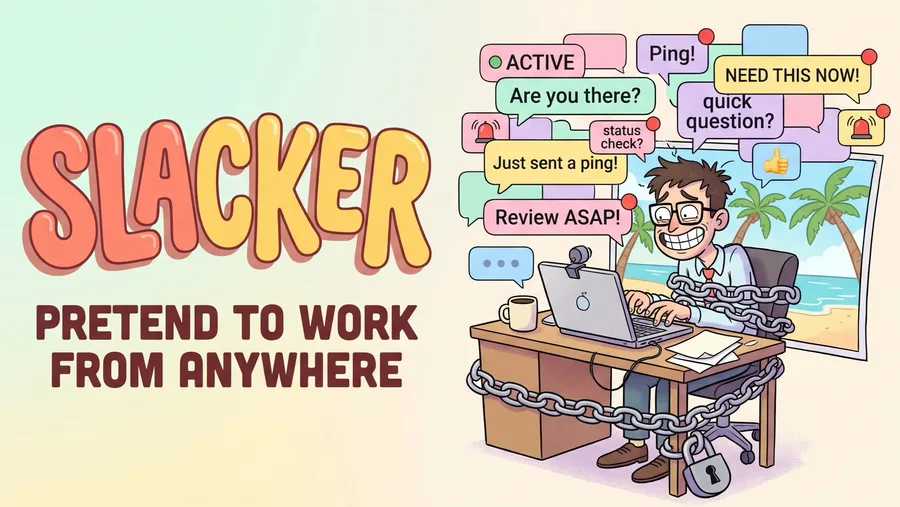 SLACKER
PRETEND TO WORK
FROM ANYWHERE
ACTIVE
Ping!
NEED THIS NOW!
Are you there?
quick
question?
status
check?
Just sent a ping!
Review ASAP!